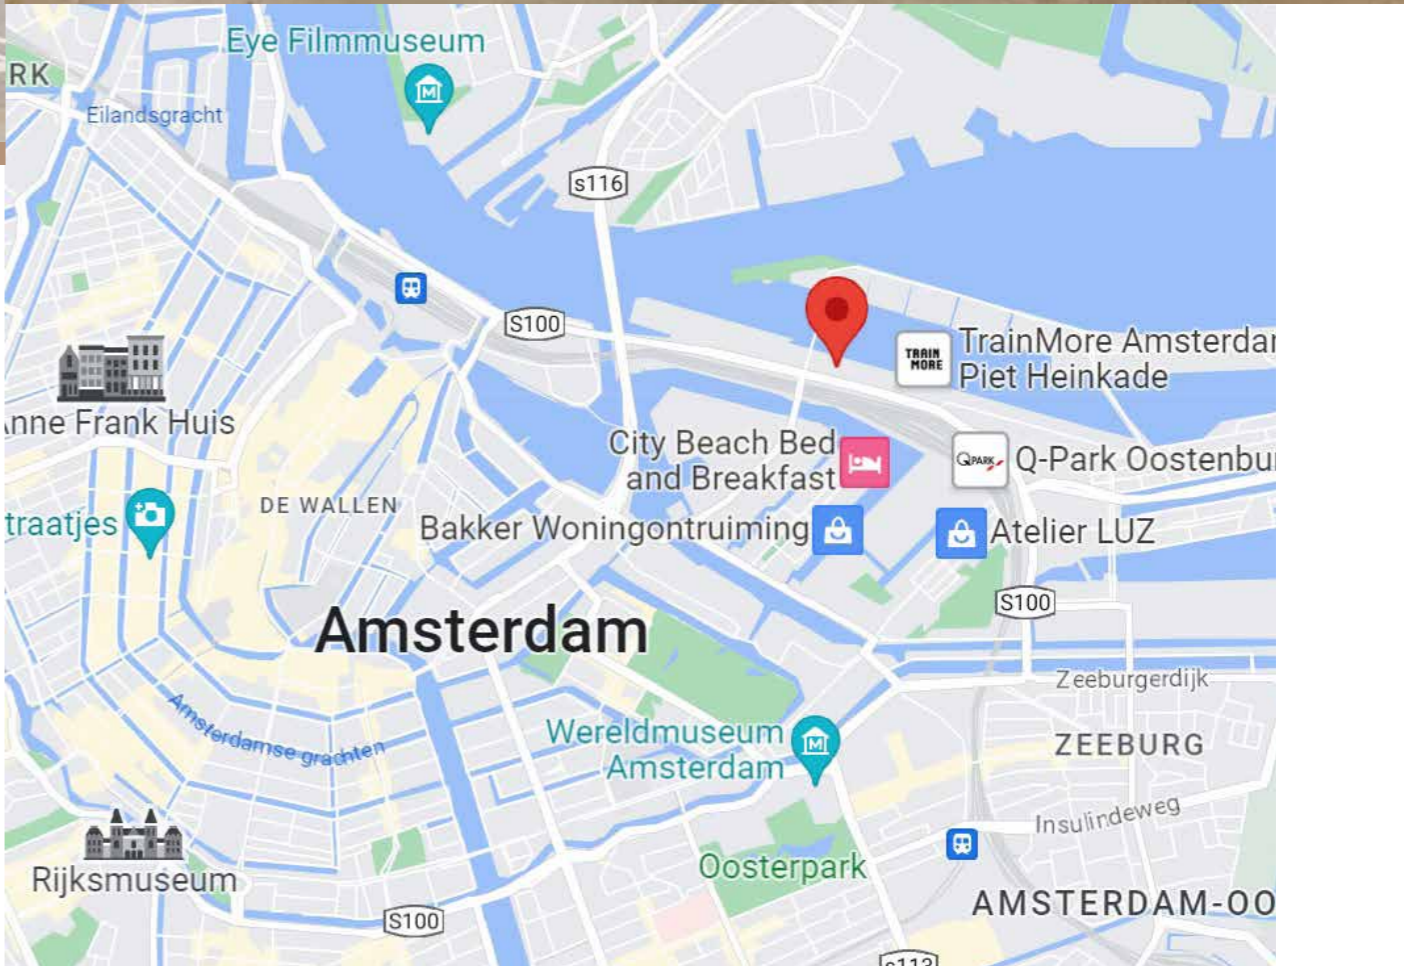 Eye Filmmuseum
RK
Eilandsgracht
s116
S100
TRAIN
MORE
TrainMore Amsterdam
Piet Heinkade
nne Frank Huis
City Beach Bed
and Breakfast
QPARK
Q-Park Oostenbu
DE WALLEN
traatjes
Bakker Woningontruiming
Atelier LUZ
S100
Amsterdam
Zeeburgerdijk
Amsterdamse grachten
Wereldmuseum
Amsterdam
M
ZEEBURG
Insulindeweg
Rijksmuseum
Oosterpark
AMSTERDAM-OO
S100
s113